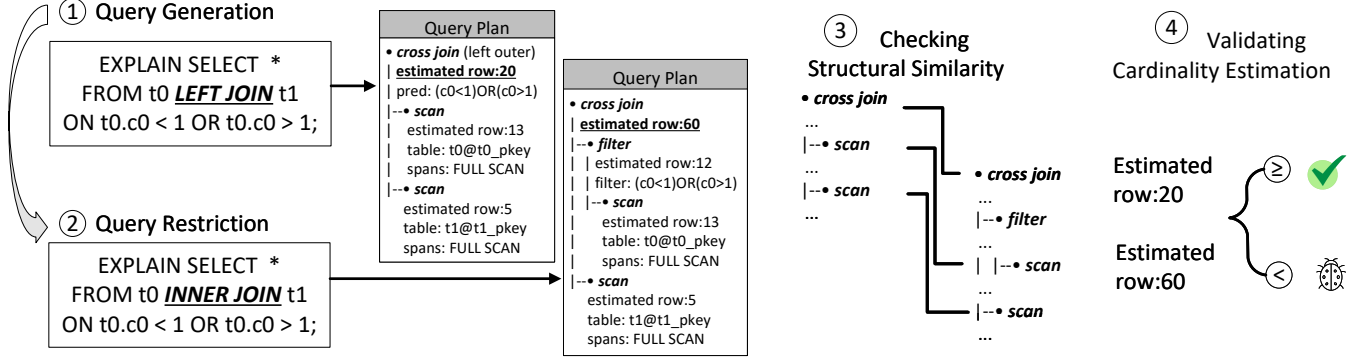 ① Query Generation
EXPLAIN SELECT *
FROM t0 LEFT JOIN t1
ON t0.c0 < 1 OR t0.c0 > 1;
② Query Restriction
EXPLAIN SELECT *
FROM t0 INNER JOIN t1
ON t0.c0 < 1 OR t0.c0 > 1;
Query Plan
• cross join (left outer)
| estimated row:20
| pred: (c0<1)OR(c0>1)
|--• scan
| estimated row:13
| table: t0@t0_pkey
| spans: FULL SCAN
|--• scan
estimated row:5
table: t1@t1_pkey
spans: FULL SCAN
Query Plan
• cross join
| estimated row:60
|--• filter
| | estimated row:12
| | filter: (c0<1)OR(c0>1)
| |--• scan
| estimated row:13
| table: t0@t0_pkey
| spans: FULL SCAN
|--• scan
estimated row:5
table: t1@t1_pkey
spans: FULL SCAN
③ Checking
Structural Similarity
• cross join
...
|--• scan
...
|--• scan
...
• cross join
...
|--• filter
...
| |--• scan
...
|--• scan
...
④ Validating
Cardinality Estimation
Estimated
row:20
Estimated
row:60
≥
<